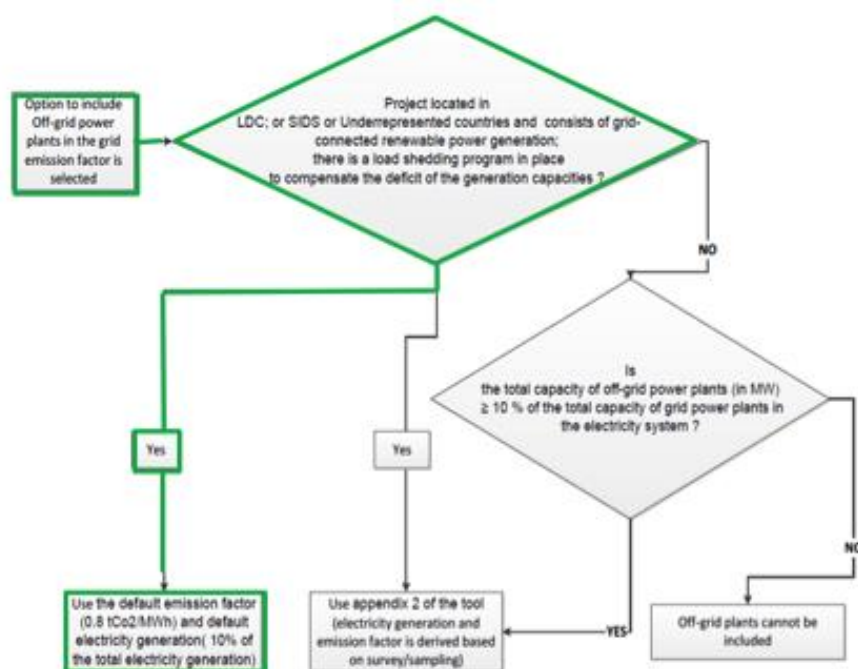 Option to include
Off-grid power
plants in the grid
emission factor is
selected
Project located in
LDC; or SIDS or Underrepresented countries and consists of grid-
connected renewable power generation;
there is a load shedding program in place
to compensate the deficit of the generation capacities ?
NO
Is
the total capacity of off-grid power plants (in MW)
≥ 10 % of the total capacity of grid power plants in
the electricity system ?
Yes
Yes
NO
YES
Use the default emission factor
(0.8 tCo2/MWh) and default
electricity generation( 10% of
the total electricity generation)
Use appendix 2 of the tool
(electricity generation and
emission factor is derived based
on survey/sampling)
Off-grid plants cannot be
included